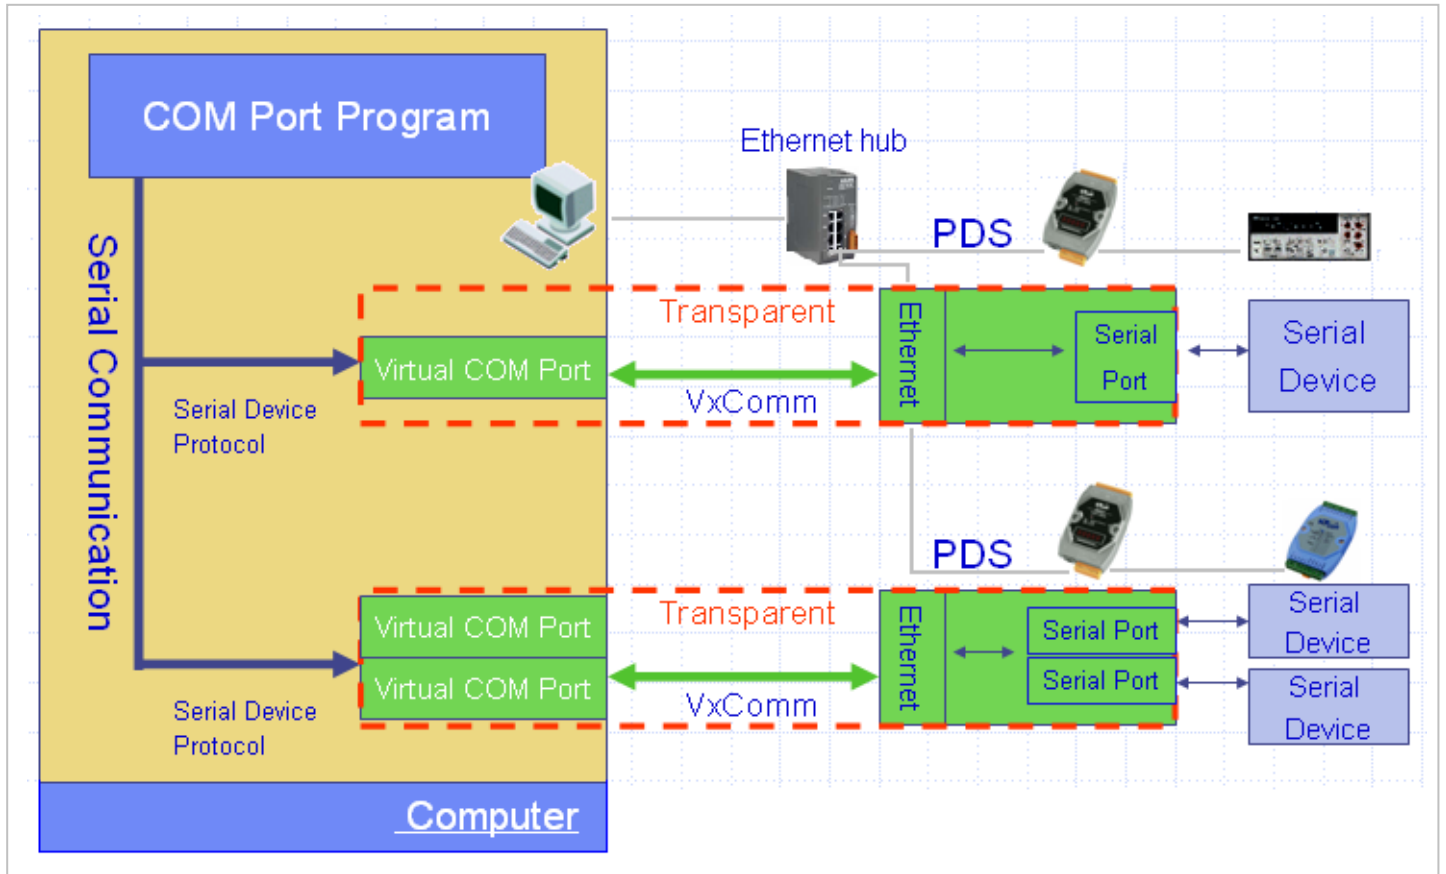 COM Port Program
Ethernet hub
PDS
Serial Communication
Transparent
Ethernet
Serial
Port
Serial
Device
Virtual COM Port
VxComm
Serial Device
Protocol
PDS
Transparent
Ethernet
Virtual COM Port
Virtual COM Port
Serial Port
Serial Port
Serial
Device
Serial
Device
VxComm
Serial Device
Protocol
Computer